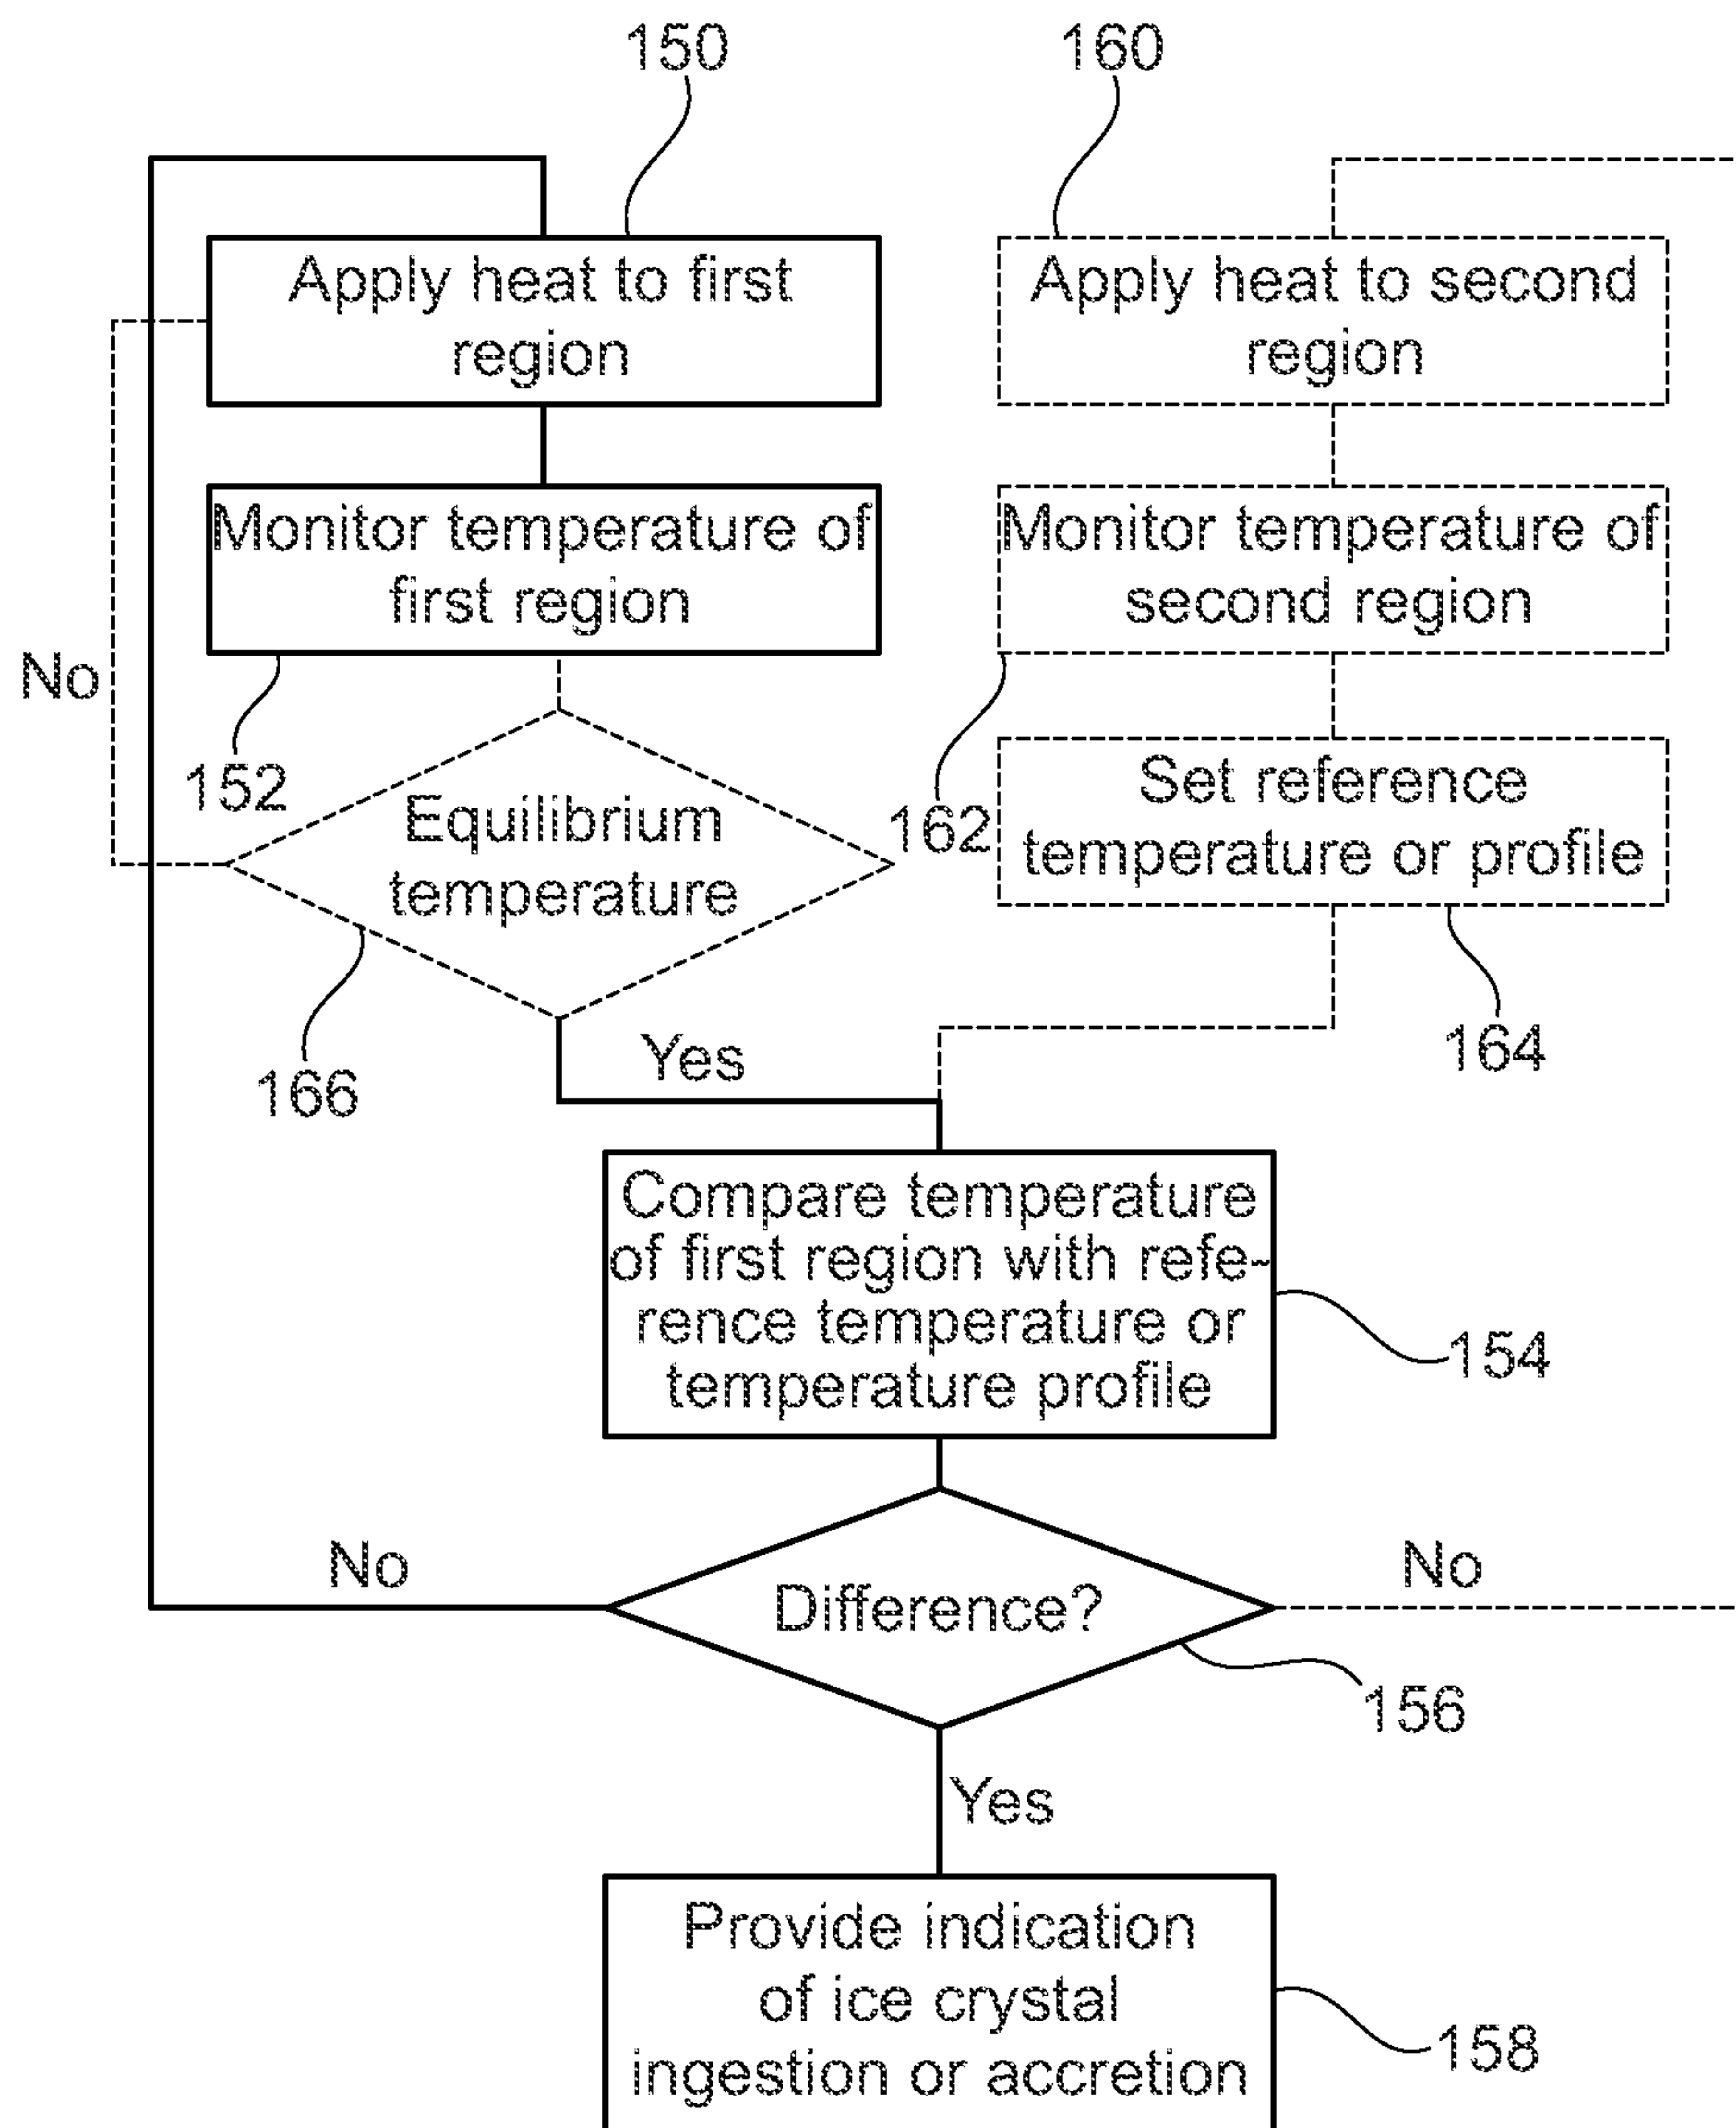 150
160
Apply heat to first
region
Apply heat to second
region
Monitor temperature of
first region
Monitor temperature of
second region
No
152
162
Equilibrium
temperature
Set reference
temperature or profile
166
Yes
164
Compare temperature
of first region with refe-
rence temperature or
temperature profile
154
No
Difference?
No
156
Yes
Provide indication
of ice crystal
ingestion or accretion
158